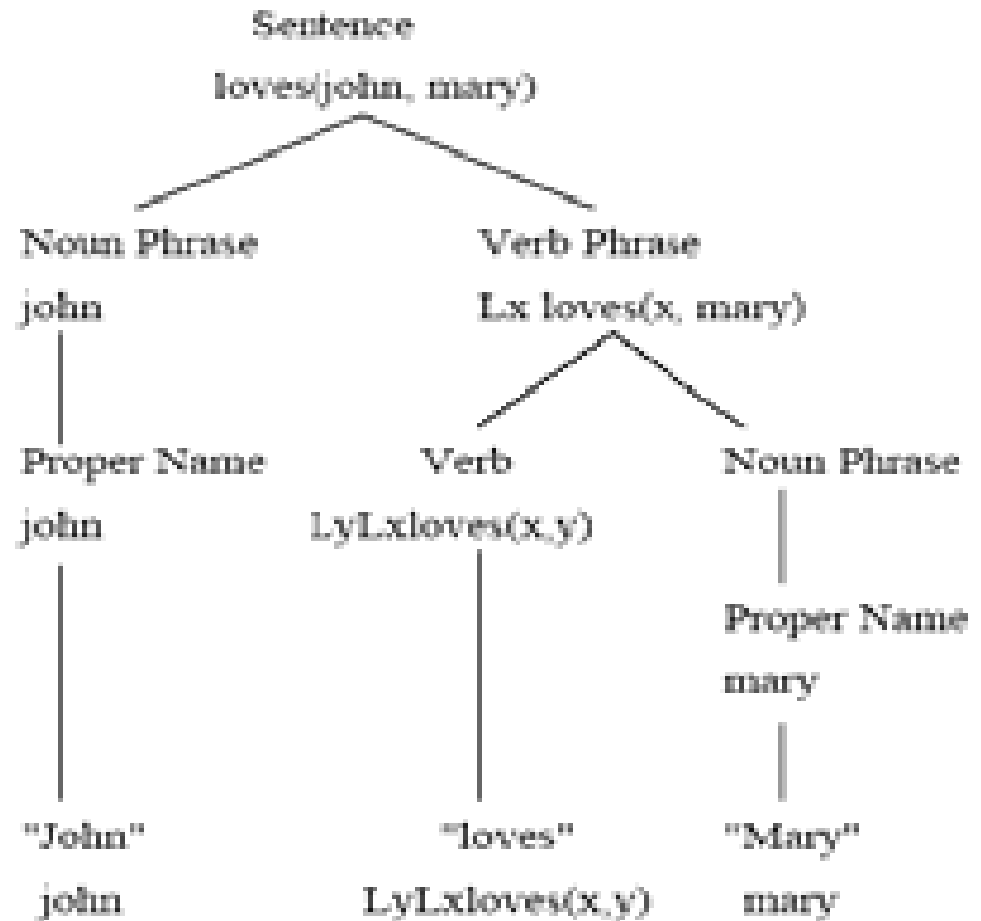 Sentence
loves(john, mary)
Noun Phrase Verb Phrase
john Lx loves(x, mary)
Proper Name Verb Noun Phrase
john LyLxloves(x,y)
Proper Name
mary
"John" "loves" "Mary"
john LyLxloves(x,y) mary